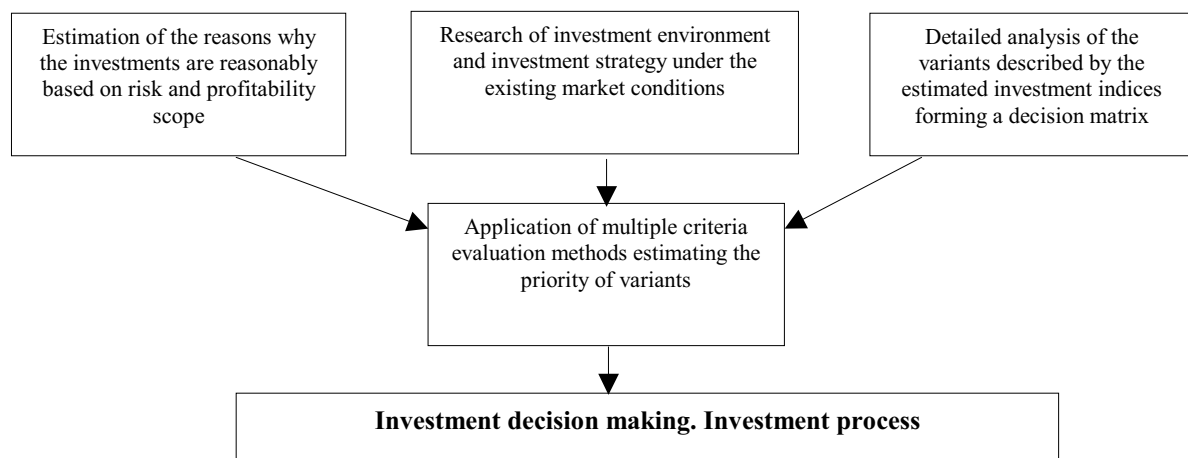 Estimation of the reasons why
the investments are reasonably
based on risk and profitability
scope
Research of investment environment
and investment strategy under the
existing market conditions
Detailed analysis of the
variants described by the
estimated investment indices
forming a decision matrix
Application of multiple criteria
evaluation methods estimating the
priority of variants
Investment decision making. Investment process